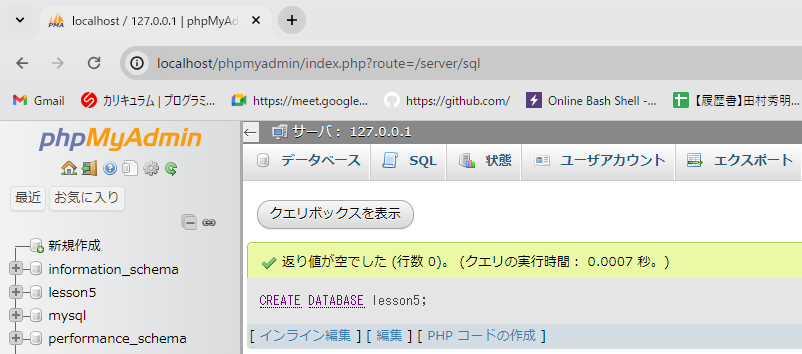 localhost / 127.0.0.1 | phpMyAd
localhost/phpmyadmin/index.php?route=/server/sql
Gmail カリキュラム | プログラミ... https://meet.google... https://github.com/ Online Bash Shell -... 【履歴書】田村秀明...
phpMyAdmin
最近 お気に入り
新規作成
information_schema
lesson5
mysql
performance_schema
サーバ: 127.0.0.1
データベース SQL 状態 ユーザアカウント エクスポート
クエリボックスを表示
返り値が空でした (行数 0)。 (クエリの実行時間： 0.0007 秒。)
CREATE DATABASE lesson5;
[ インライン編集 ] [ 編集 ] [ PHP コードの作成 ]